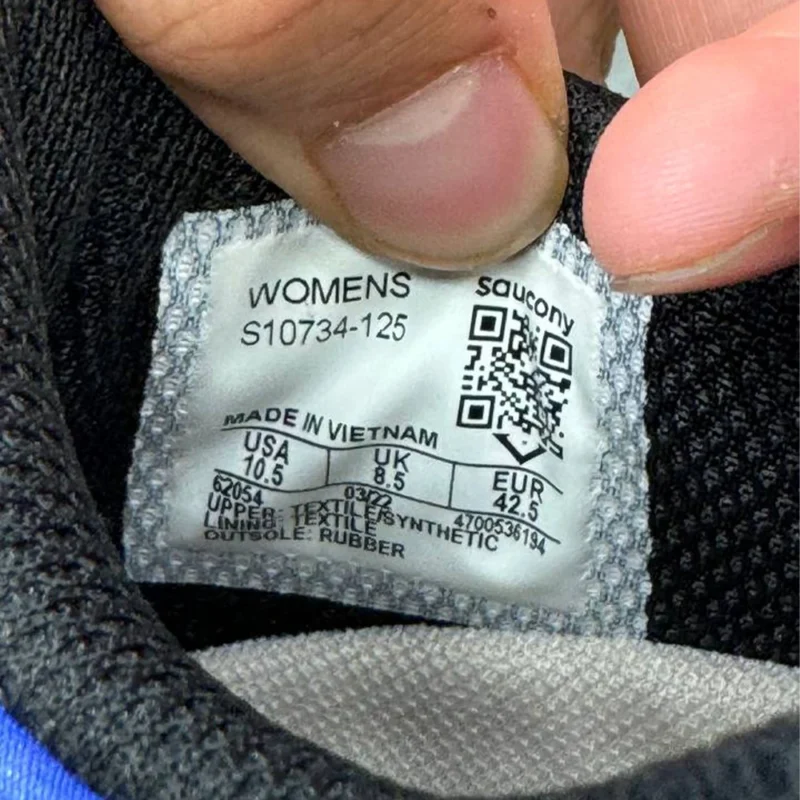 WOMENS
S10734-125
saucony
MADE IN VIETNAM
USA UK EUR
10.5 8.5 42.5
62054 03/22 4700536194
UPPER: TEXTILE/SYNTHETIC
LINING: TEXTILE
OUTSOLE: RUBBER